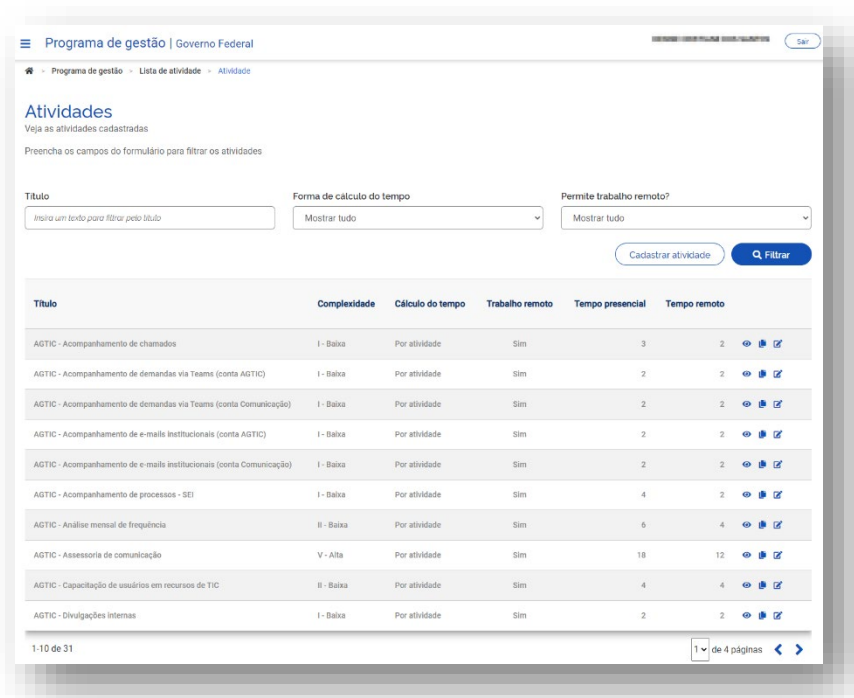 Programa de gestão | Governo Federal
Sair
Programa de gestão > Lista de atividade > Atividade
Atividades
Veja as atividades cadastradas
Preencha os campos do formulário para filtrar os atividades
Título Forma de cálculo do tempo Permite trabalho remoto?
Insira um texto para filtrar pelo título Mostrar tudo Mostrar tudo
Cadastrar atividade Filtrar
Título Complexidade Cálculo do tempo Trabalho remoto Tempo presencial Tempo remoto
AGTIC - Acompanhamento de chamados I - Baixa Por atividade Sim 3 2
AGTIC - Acompanhamento de demandas via Teams (conta AGTIC) I - Baixa Por atividade Sim 2 2
AGTIC - Acompanhamento de demandas via Teams (conta Comunicação) I - Baixa Por atividade Sim 2 2
AGTIC - Acompanhamento de e-mails institucionais (conta AGTIC) I - Baixa Por atividade Sim 2 2
AGTIC - Acompanhamento de e-mails institucionais (conta Comunicação) I - Baixa Por atividade Sim 2 2
AGTIC - Acompanhamento de processos - SEI I - Baixa Por atividade Sim 4 2
AGTIC - Análise mensal de frequência II - Baixa Por atividade Sim 6 4
AGTIC - Assessoria de comunicação V - Alta Por atividade Sim 18 12
AGTIC - Capacitação de usuários em recursos de TIC II - Baixa Por atividade Sim 4 4
AGTIC - Divulgações internas I - Baixa Por atividade Sim 2 2
1-10 de 31 1 de 4 páginas